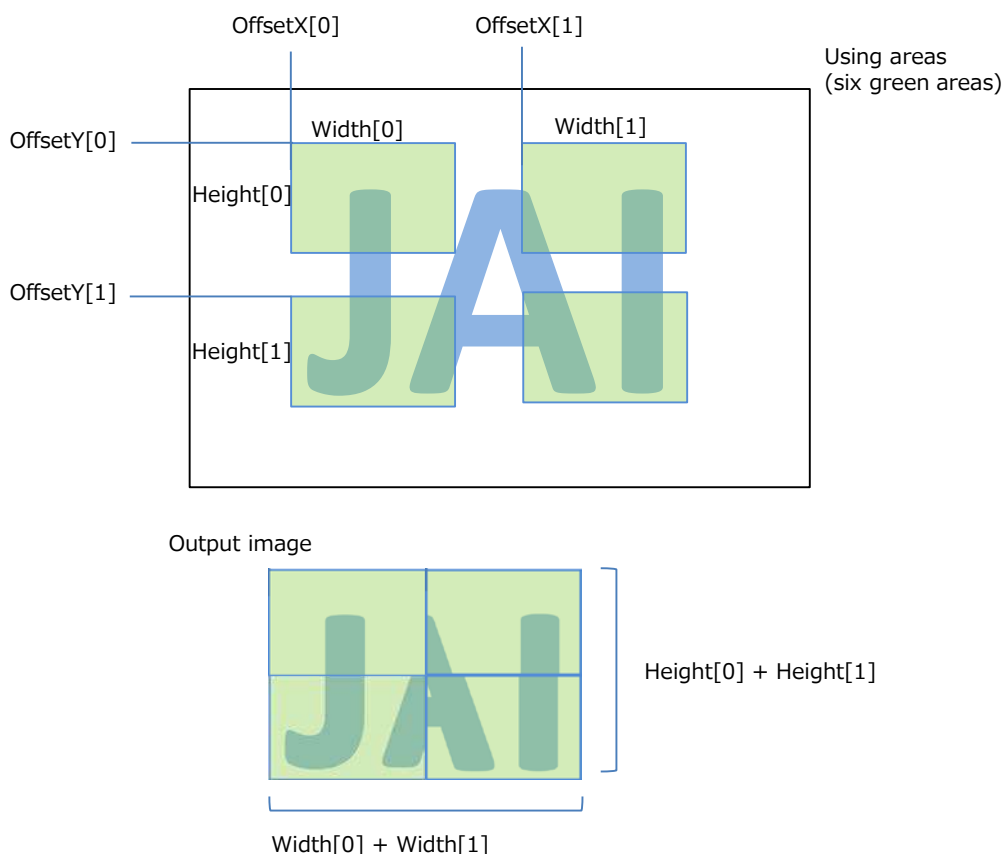 OffsetX[0]
OffsetX[1]
Using areas
(six green areas)
OffsetY[0]
Width[0]
Width[1]
Height[0]
JAI
OffsetY[1]
Height[1]
Output image
JAI
Height[0] + Height[1]
Width[0] + Width[1]